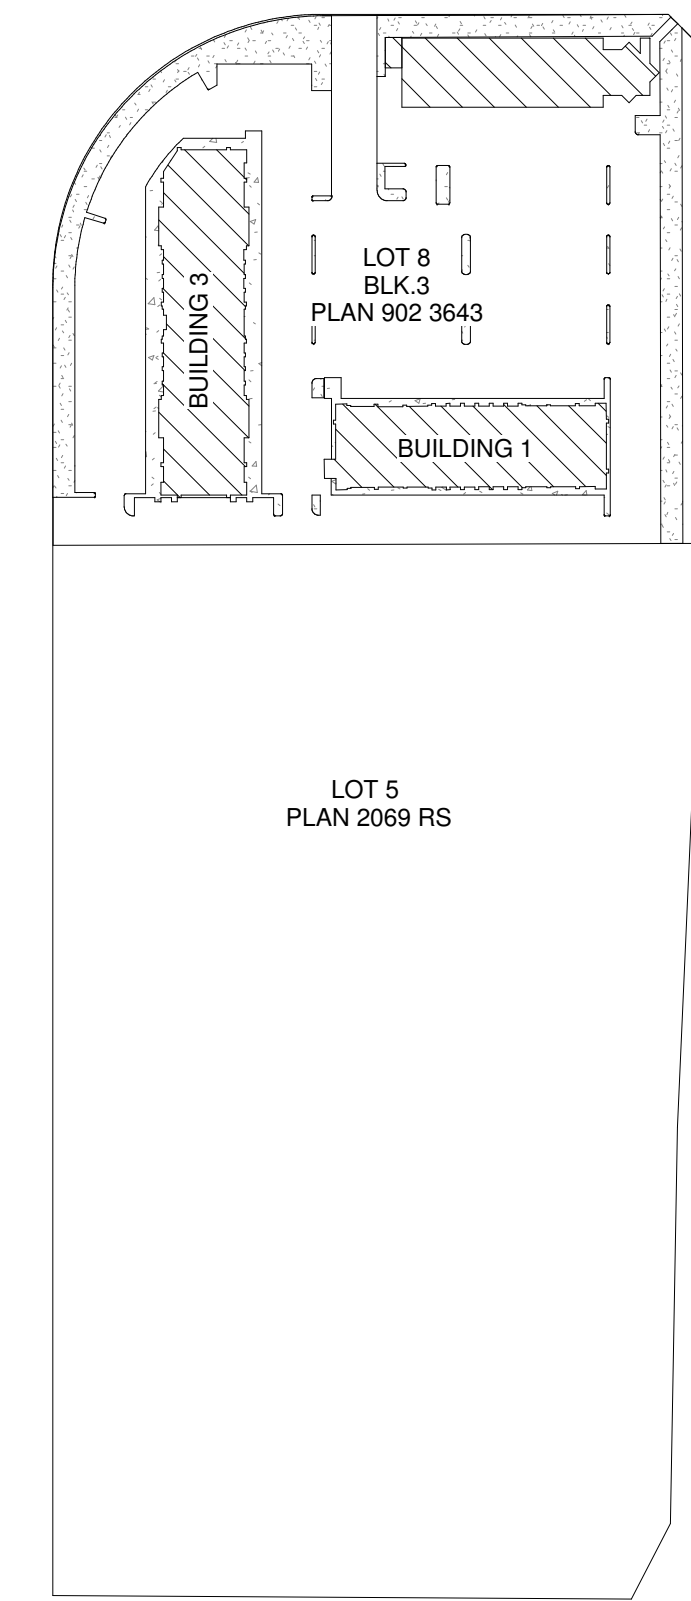 LOT 8
BLK.3
PLAN 902 3643
BUILDING 3
BUILDING 1
LOT 5
PLAN 2069 RS